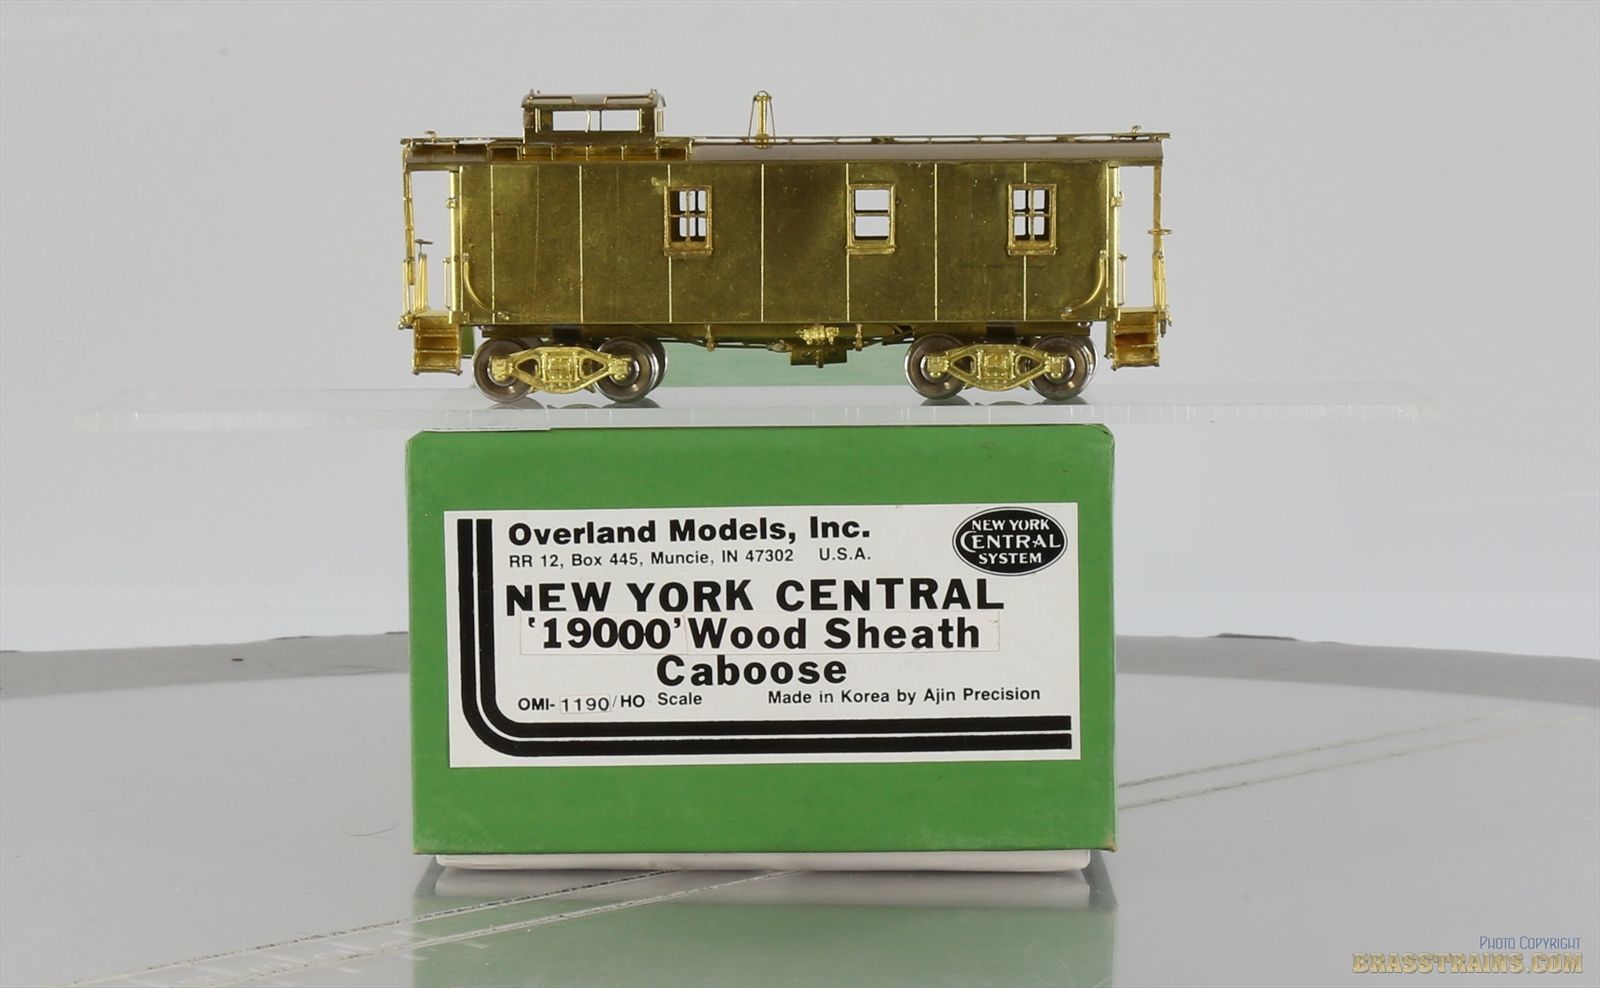 Overland Models, Inc.
RR 12, Box 445, Muncie, IN 47302 U.S.A.
NEW YORK CENTRAL SYSTEM
NEW YORK CENTRAL
'19000' Wood Sheath
Caboose
OMI-1190/HO Scale Made in Korea by Ajin Precision
PHOTO COPYRIGHT
BRASSTRAINS.COM